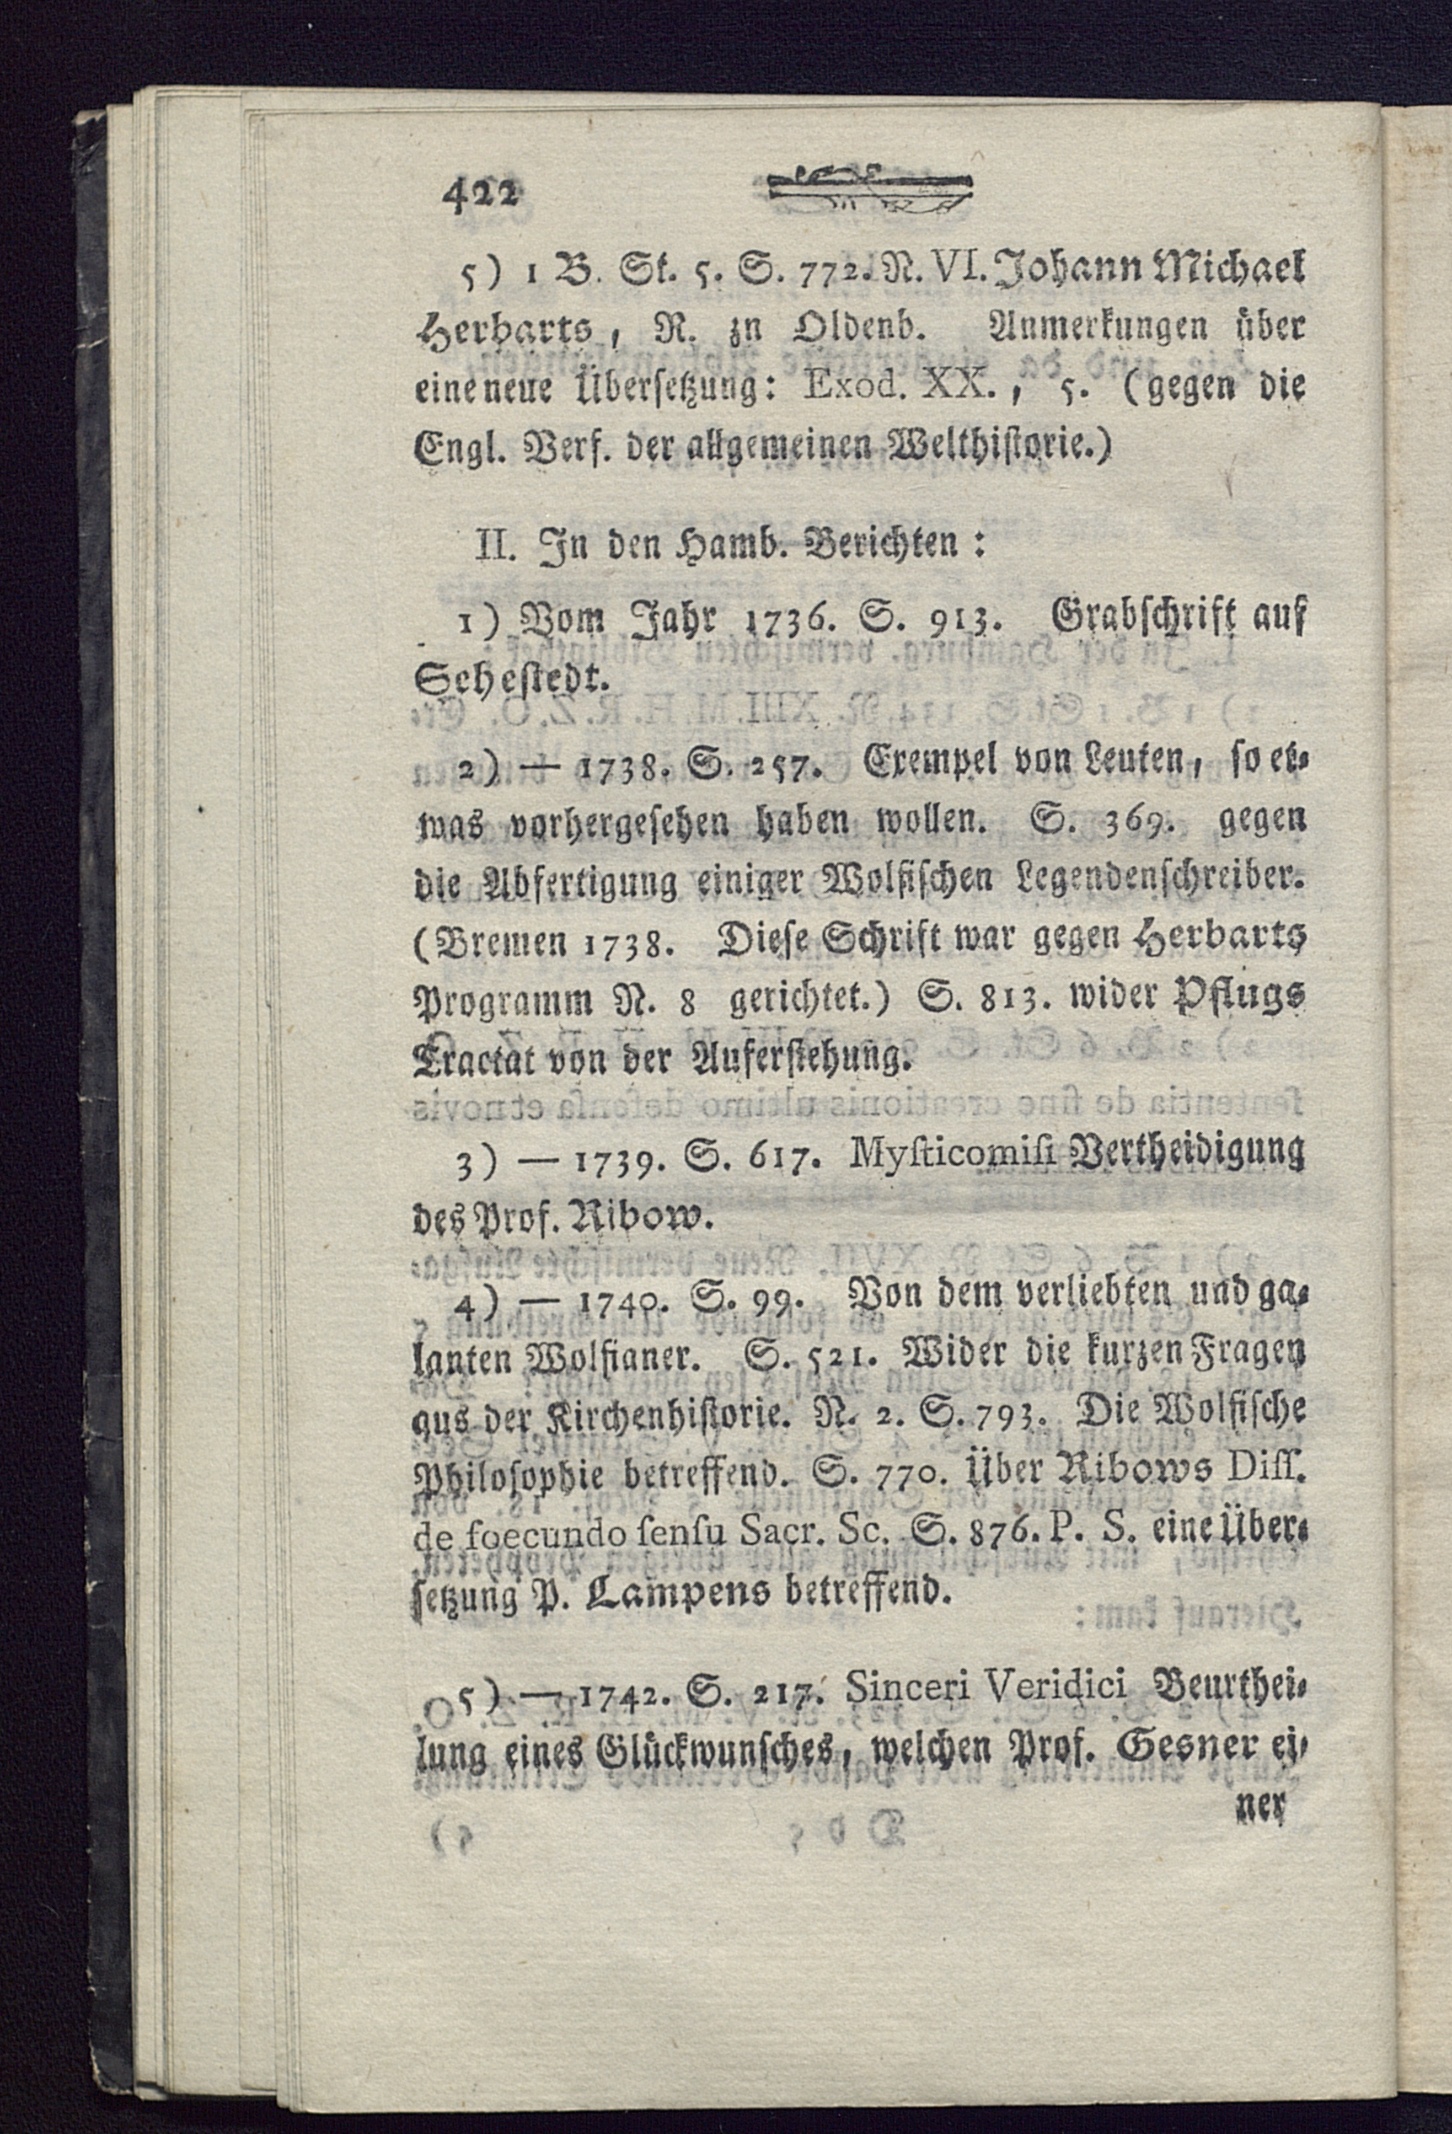 422
5) 1 B. St. 5. S. 772. N. VI. Johann Michael
Herbarts, R. zn Oldenb. Anmerkungen über
eine neue Übersetzung: Exod. XX., 5. (gegen die
Engl. Verf. der allgemeinen Welthiſtorie.)
II. In den Hamb. Berichten:
1) Vom Jahr 1736. S. 913. Grabſchrift auf
Seheſtedt.
2) — 1738. S. 257. Exempel von Leuten, ſo et-
was vorhergeſehen haben wollen. S. 369. gegen
die Abfertigung einiger Wolfiſchen Legendenſchreiber.
(Bremen 1738. Dieſe Schrift war gegen Herbarts
Programm N. 8 gerichtet.) S. 813. wider Pflugs
Tractat von der Auferſtehung.
3) — 1739. S. 617. Myſticomiſi Vertheidigung
des Prof. Ribow.
4) — 1740. S. 99. Von dem verliebten und ga-
lanten Wolfianer. S. 521. Wider die kurzen Fragen
aus der Kirchenhiſtorie. N. 2. S. 793. Die Wolfiſche
Philoſophie betreffend. S. 770. Über Ribows Diſſ.
de foecundo ſenſu Sacr. Sc. S. 876. P. S. eine Über-
ſetzung P. Lampens betreffend.
5) — 1742. S. 217. Sinceri Veridici Beurthei-
lung eines Glückwunſches, welchen Prof. Gesner ei-
ner